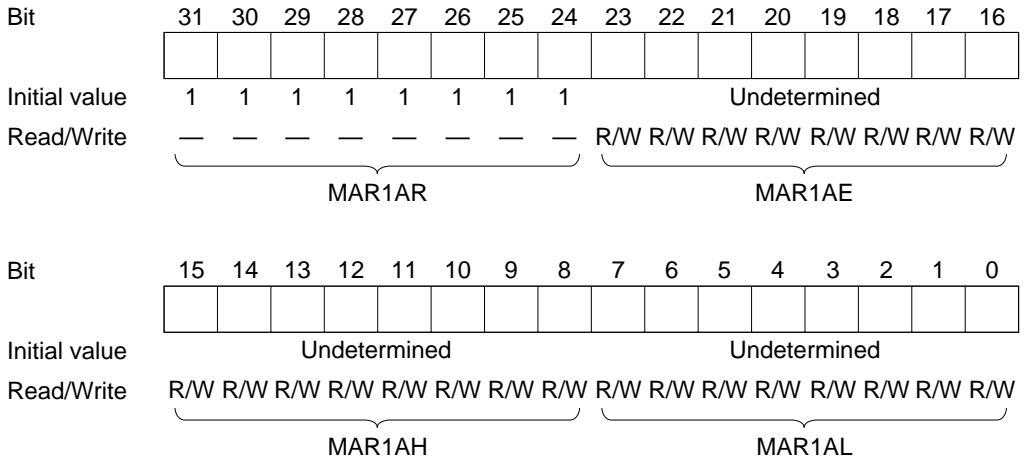 Bit 31 30 29 28 27 26 25 24 23 22 21 20 19 18 17 16
Initial value 1 1 1 1 1 1 1 1 Undetermined
Read/Write — — — — — — — — R/W R/W R/W R/W R/W R/W R/W R/W
MAR1AR MAR1AE
Bit 15 14 13 12 11 10 9 8 7 6 5 4 3 2 1 0
Initial value Undetermined Undetermined
Read/Write R/W R/W R/W R/W R/W R/W R/W R/W R/W R/W R/W R/W R/W R/W R/W R/W
MAR1AH MAR1AL